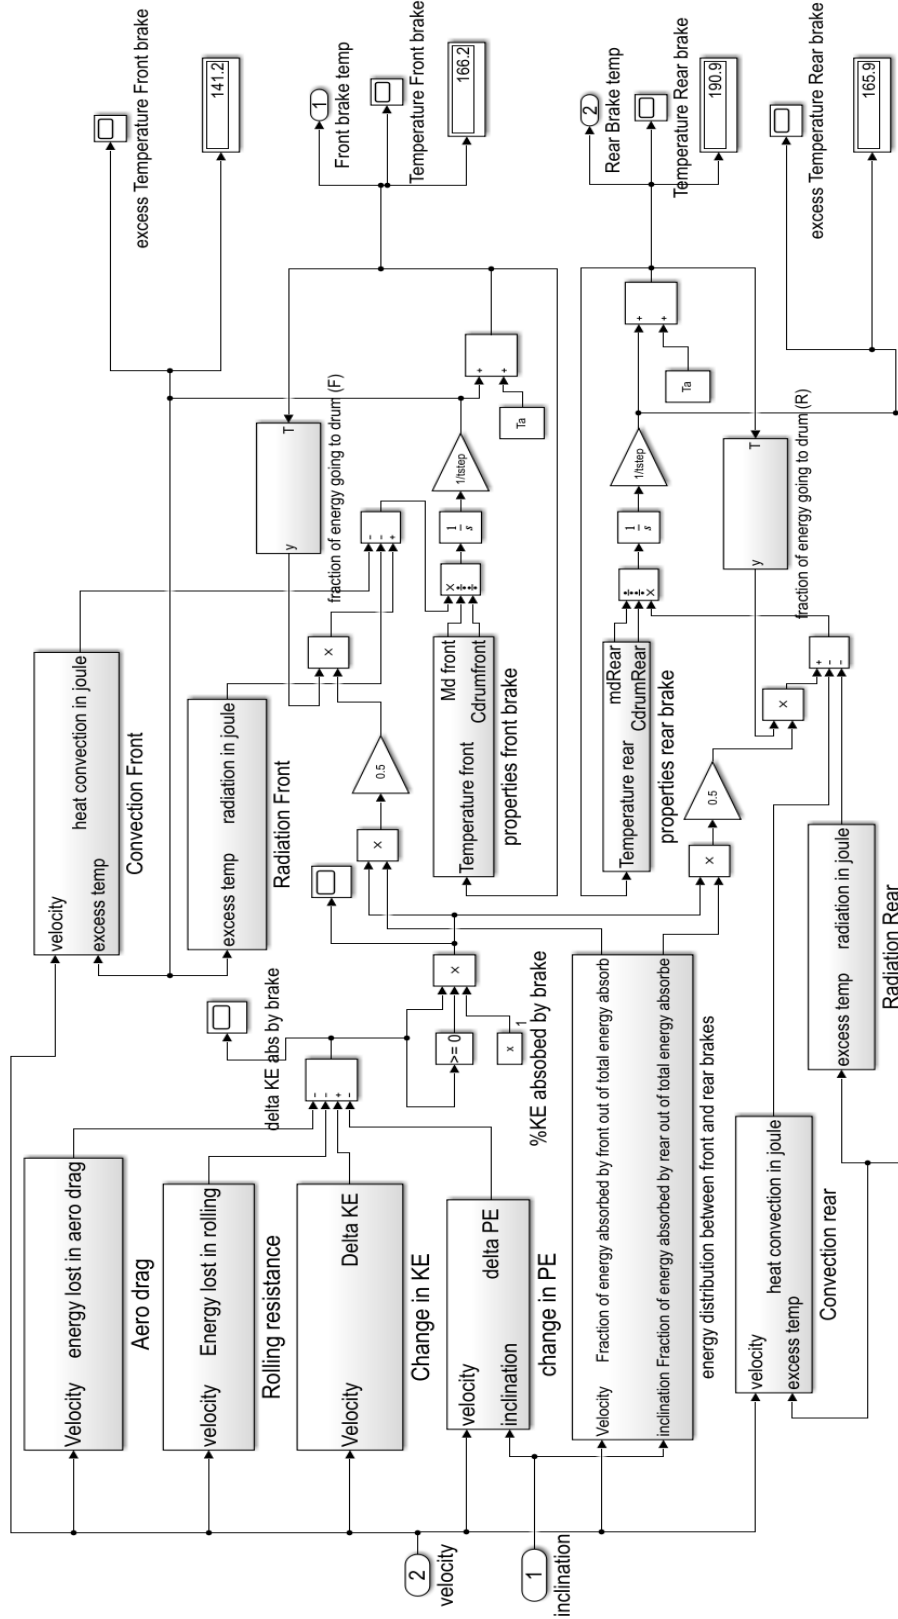 2
velocity
1
inclination
Velocity
energy lost in aero drag
Aero drag
velocity
Energy lost in rolling
Rolling resistance
Velocity
Delta KE
Change in KE
velocity
inclination
delta PE
change in PE
Velocity
Fraction of energy absorbed by front out of total energy absorb
inclination
Fraction of energy absorbed by rear out of total energy absorbe
energy distribution between front and rear brakes
velocity
excess temp
heat convection in joule
Convection rear
−
−
+
−
delta KE abs by brake
>= 0
x
1
×
%KE absobed by brake
velocity
excess temp
heat convection in joule
Convection Front
excess temp
radiation in joule
Radiation Front
excess temp
radiation in joule
Radiation Rear
×
0.5
×
×
0.5
×
Temperature front
Md front
Cdrumfront
properties front brake
Temperature rear
mdRear
CdrumRear
properties rear brake
−
−
+
+
−
−
×
÷
÷
÷
÷
×
1
s
1
s
1/tstep
1/tstep
y
T
fraction of energy going to drum (F)
y
T
fraction of energy going to drum (R)
Ta
+
+
Ta
+
+
excess Temperature Front brake
141.2
1
Front brake temp
Temperature Front brake
166.2
2
Rear Brake temp
Temperature Rear brake
190.9
excess Temperature Rear brake
165.9